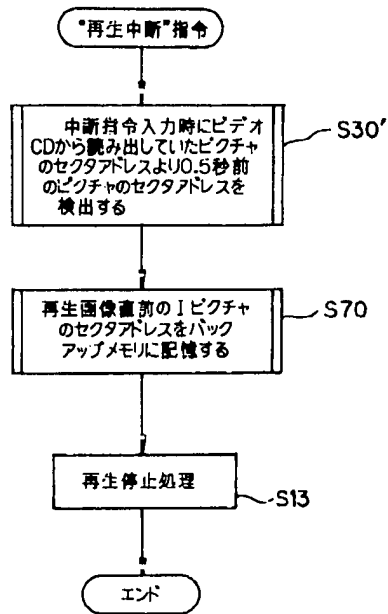 “再生中断”指令
中断指令入力時にビデオ
CDから読み出していたピクチャ
のセクタアドレスより0.5秒前
のピクチャのセクタアドレスを
検出する
S30′
再生画像直前のIピクチャ
のセクタアドレスをバック
アップメモリに記憶する
S70
再生停止処理
S13
エンド